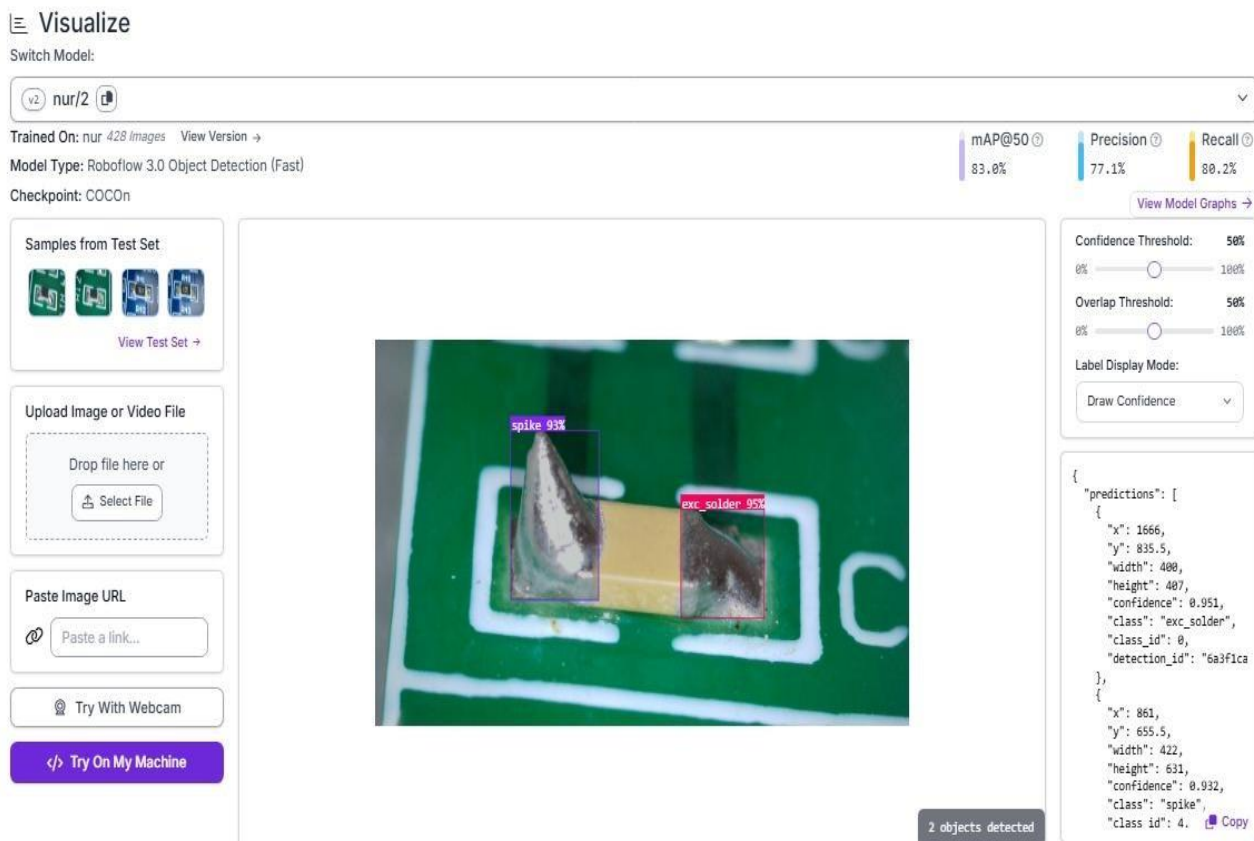 Visualize
Switch Model:
v2 nur/2
Trained On: nur 428 Images View Version →
Model Type: Roboflow 3.0 Object Detection (Fast)
Checkpoint: COCOn
mAP@50 ? Precision ? Recall ?
83.0% 77.1% 80.2%
View Model Graphs →
Samples from Test Set
View Test Set →
Upload Image or Video File
Drop file here or
Select File
Paste Image URL
Paste a link...
Try With Webcam
</> Try On My Machine
spike 93%
exc_solder 95%
C
2 objects detected
Confidence Threshold: 50%
0% 100%
Overlap Threshold: 50%
0% 100%
Label Display Mode:
Draw Confidence
{
"predictions": [
{
"x": 1666,
"y": 835.5,
"width": 400,
"height": 407,
"confidence": 0.951,
"class": "exc_solder",
"class_id": 0,
"detection_id": "6a3f1ca
},
{
"x": 861,
"y": 655.5,
"width": 422,
"height": 631,
"confidence": 0.932,
"class": "spike",
"class_id": 4.
Copy